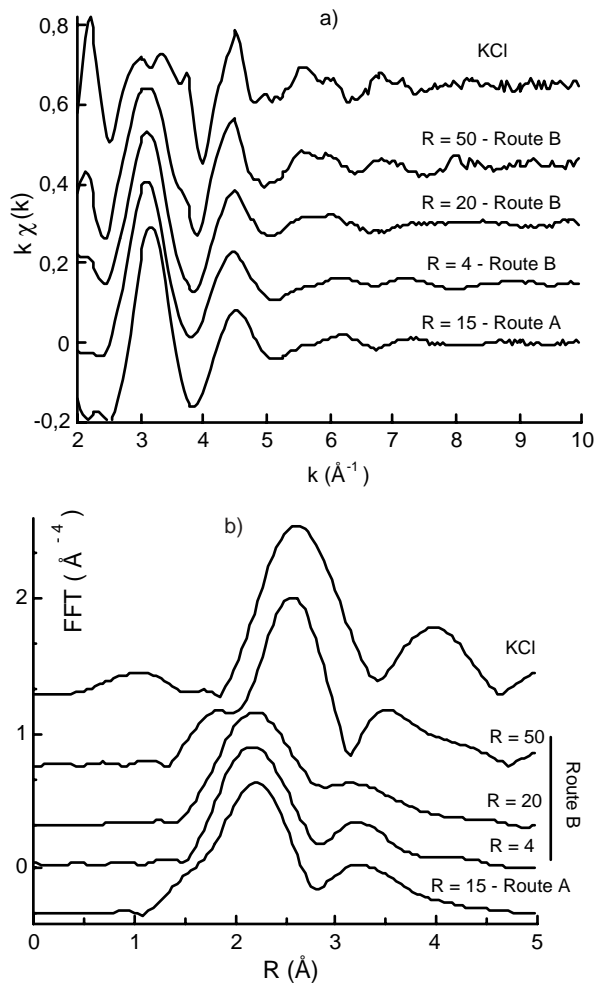 a)
KCl
R = 50 - Route B
R = 20 - Route B
R = 4 - Route B
R = 15 - Route A
k χ(k)
0,8
0,6
0.4
0,2
0
-0,2
2 3 4 5 6 7 8 9 10
k (Å⁻¹)
b)
FFT ( Å ⁻⁴ )
KCl
R = 50
R = 20
R = 4
Route B
R = 15 - Route A
2
1
0
0 1 2 3 4 5
R (Å)